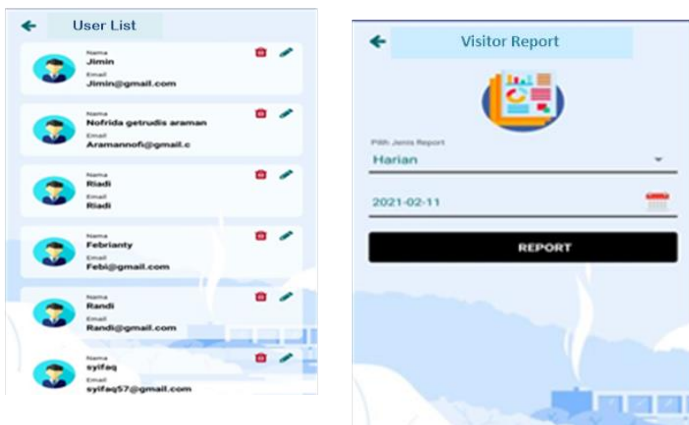 User List
Nama
Jimin
Email
Jimin@gmail.com
Nama
Nofrida getrudis araman
Email
Aramannofi@gmail.c
Nama
Riadi
Email
Riadi
Nama
Febrianty
Email
Febi@gmail.com
Nama
Randi
Email
Randi@gmail.com
Nama
syifaq
Email
syifaq57@gmail.com
Visitor Report
Pilih Jenis Report
Harian
2021-02-11
REPORT